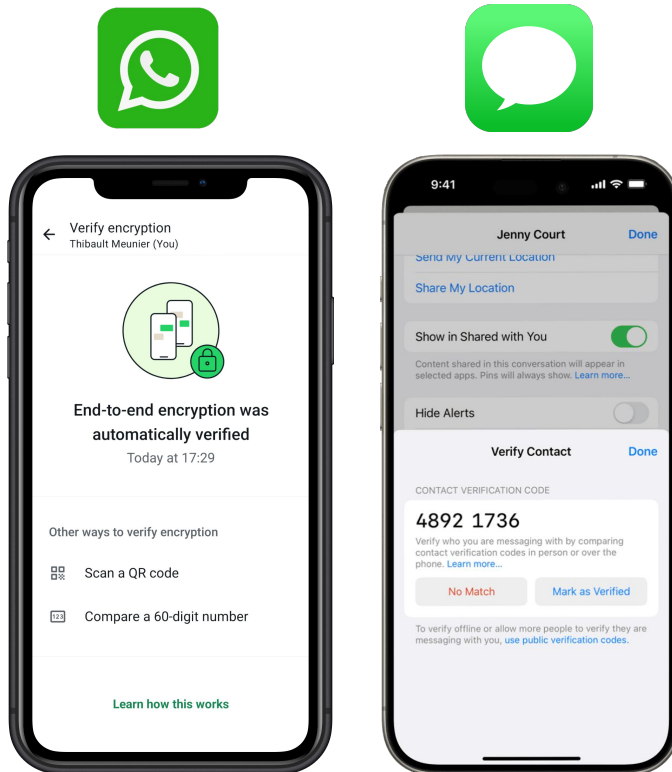 Verify encryption
Thibault Meunier (You)
End-to-end encryption was
automatically verified
Today at 17:29
Other ways to verify encryption
Scan a QR code
123
Compare a 60-digit number
Learn how this works
9:41
Jenny Court
Done
Send My Current Location
Share My Location
Show in Shared with You
Content shared in this conversation will appear in
selected apps. Pins will always show. Learn more...
Hide Alerts
Verify Contact
Done
CONTACT VERIFICATION CODE
4892 1736
Verify who you are messaging with by comparing
contact verification codes in person or over the
phone. Learn more...
No Match
Mark as Verified
To verify offline or allow more people to verify they are
messaging with you, use public verification codes.